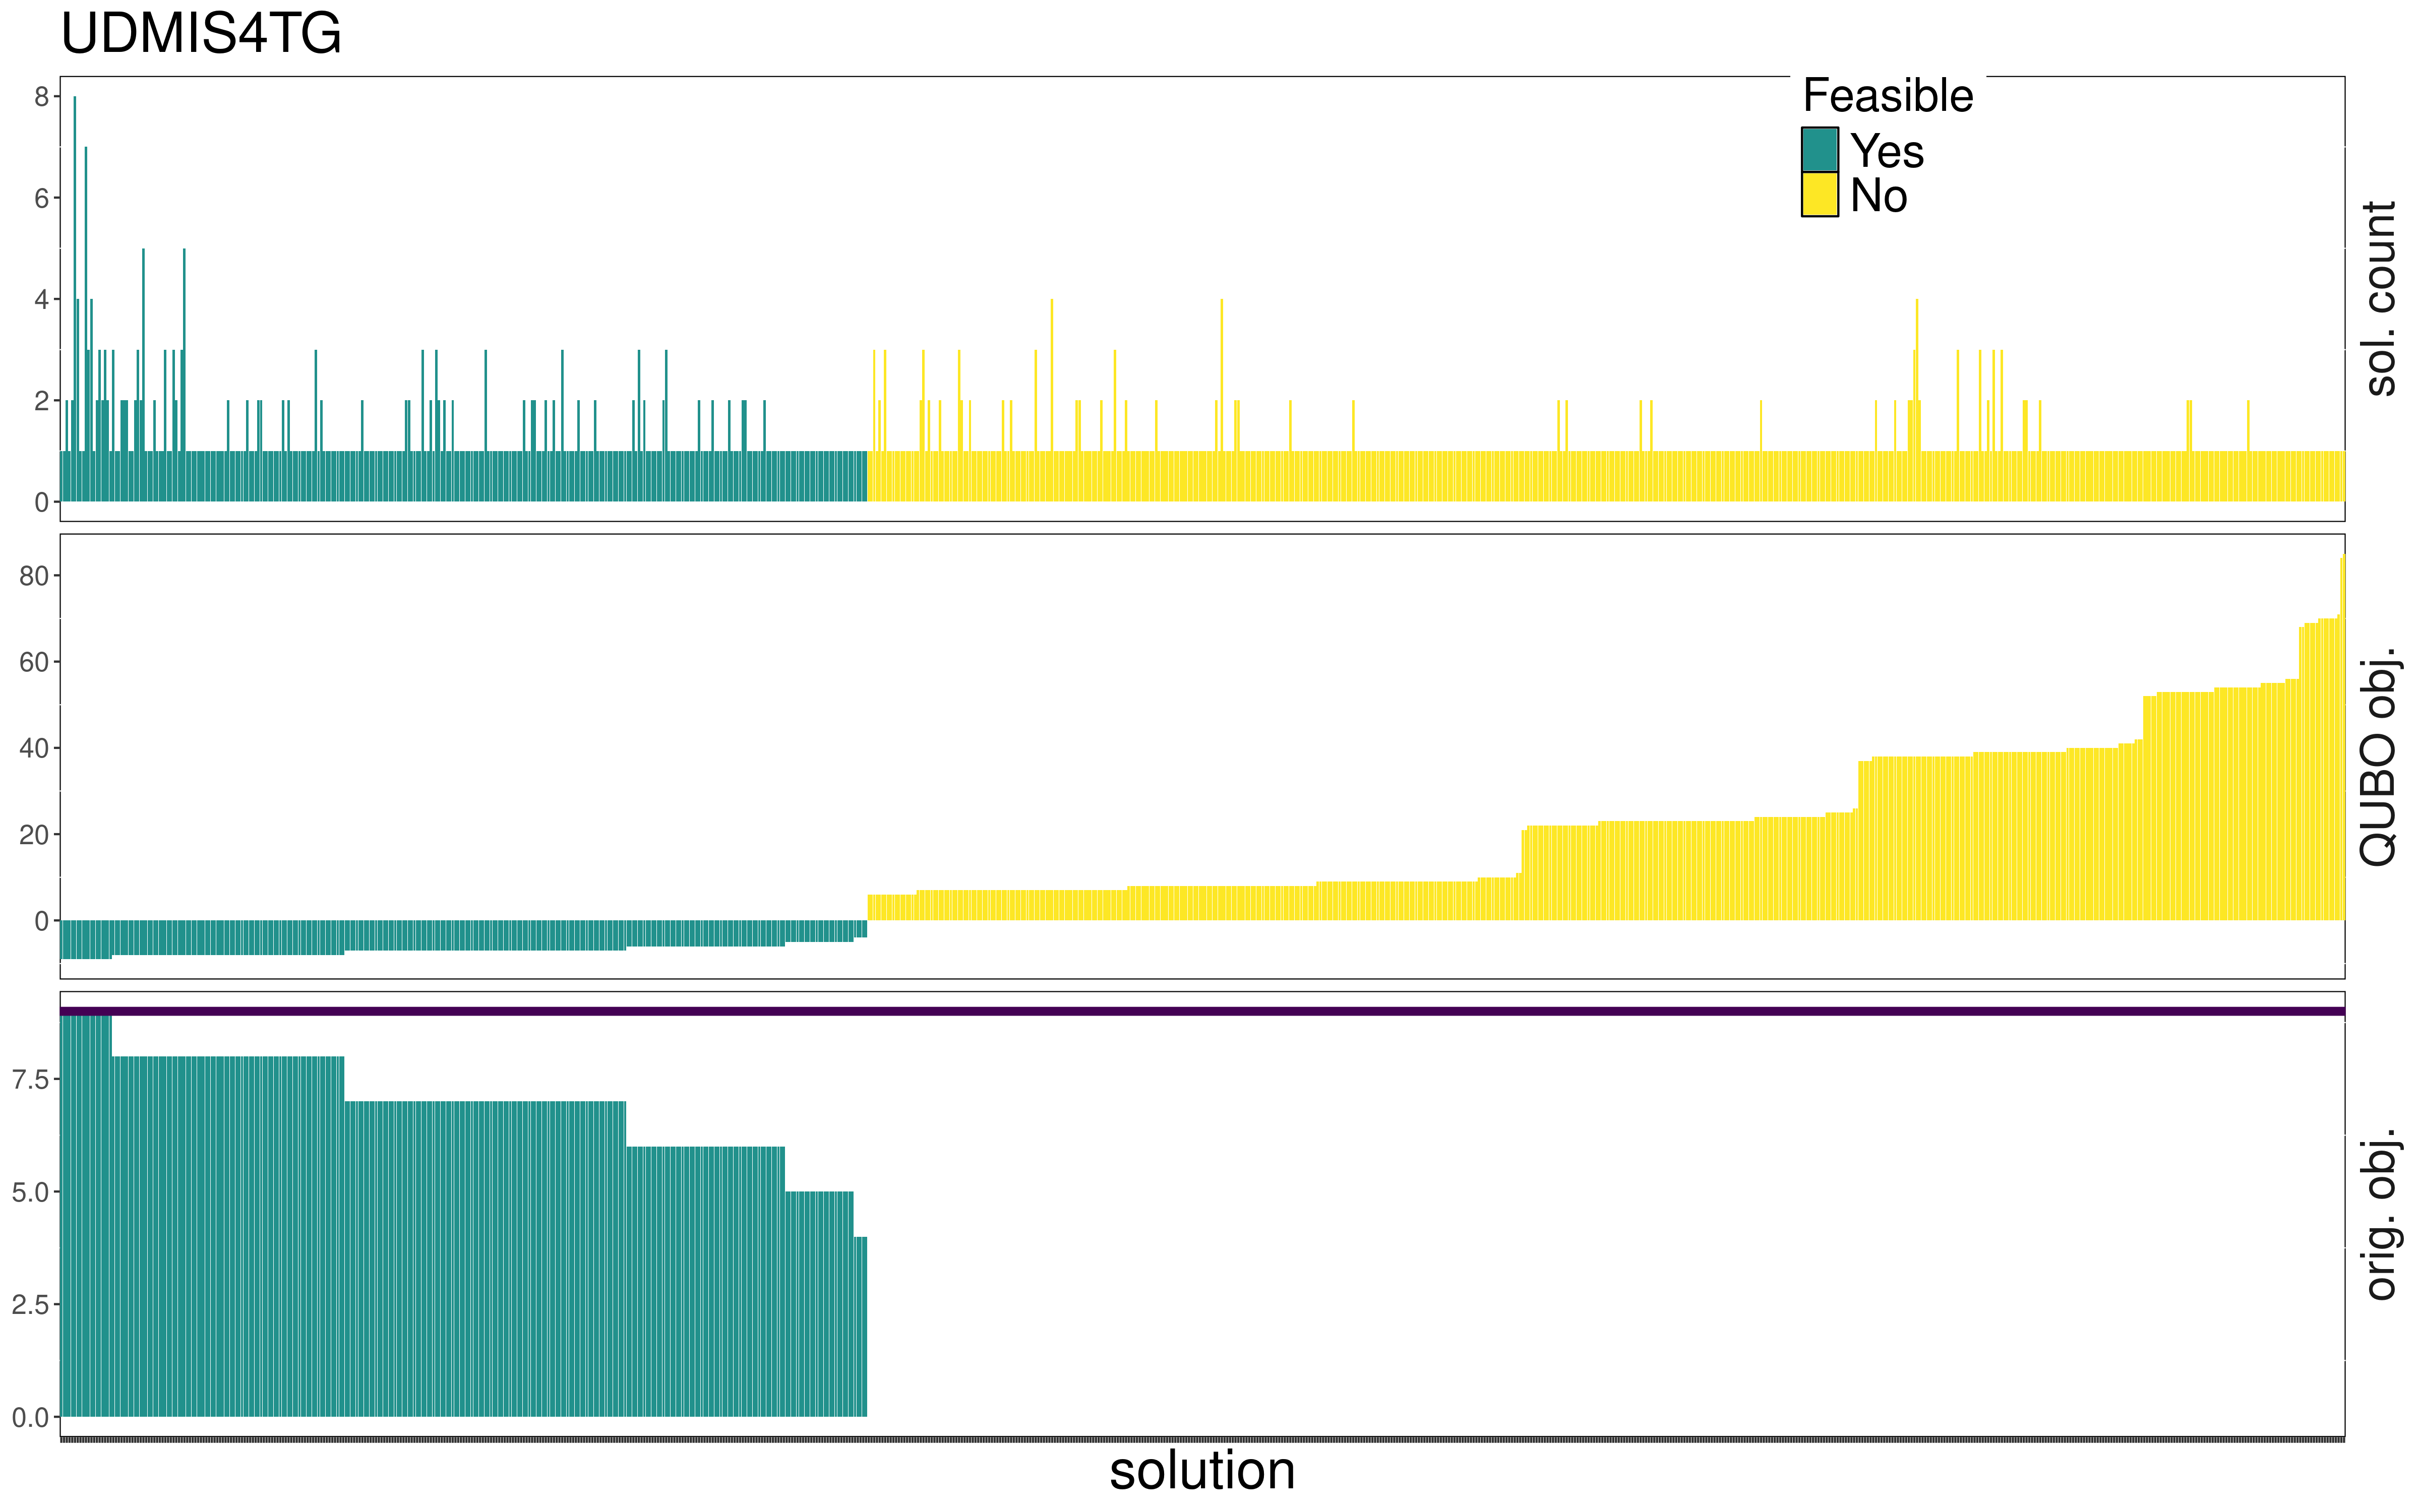 UDMIS4TG
Feasible
Yes
No
8
6
4
2
0
sol. count
80
60
40
20
0
QUBO obj.
7.5
5.0
2.5
0.0
orig. obj.
solution